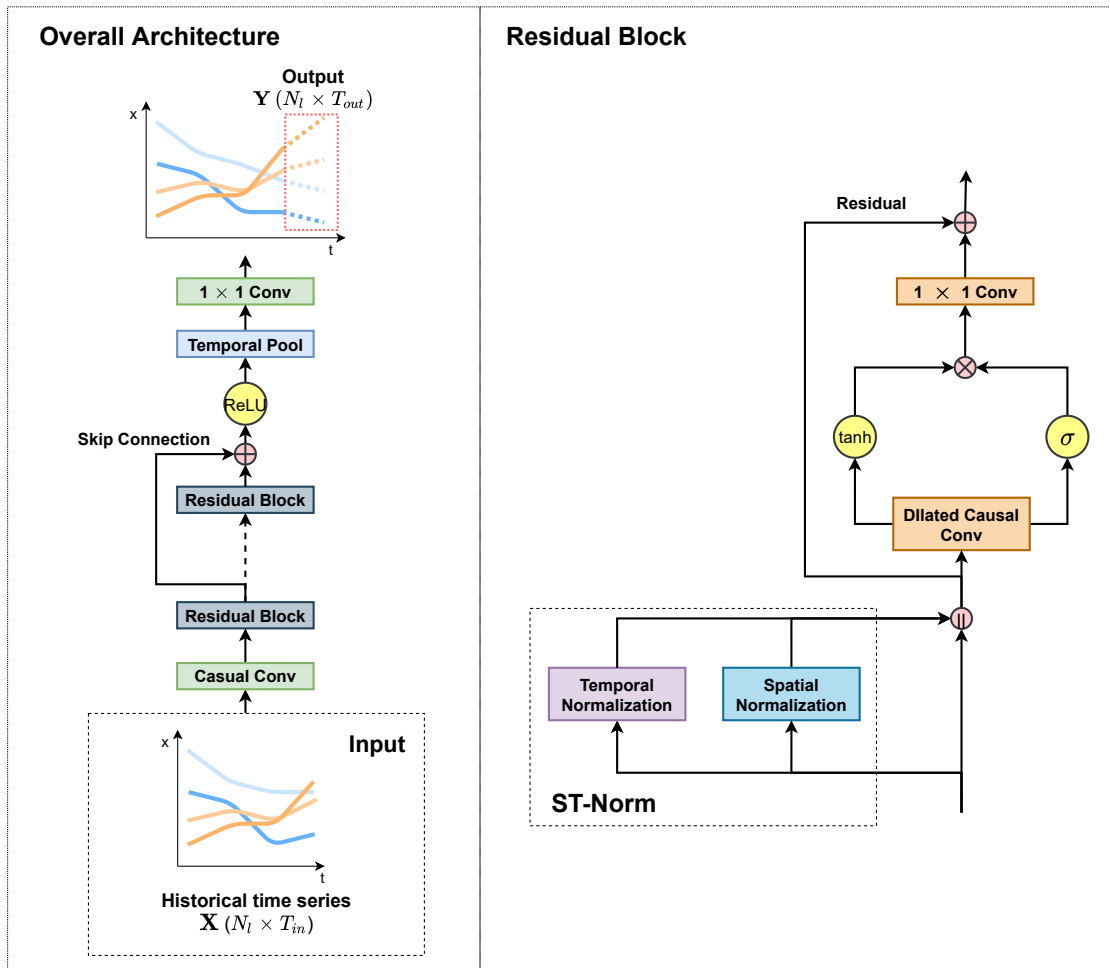 Overall Architecture
Output
Y (N_l × T_out)
x
t
1 × 1 Conv
Temporal Pool
ReLU
Skip Connection
Residual Block
Residual Block
Casual Conv
Input
x
t
Historical time series
X (N_l × T_in)
Residual Block
Residual
1 × 1 Conv
tanh
σ
DIlated Causal
Conv
||
Temporal
Normalization
Spatial
Normalization
ST-Norm